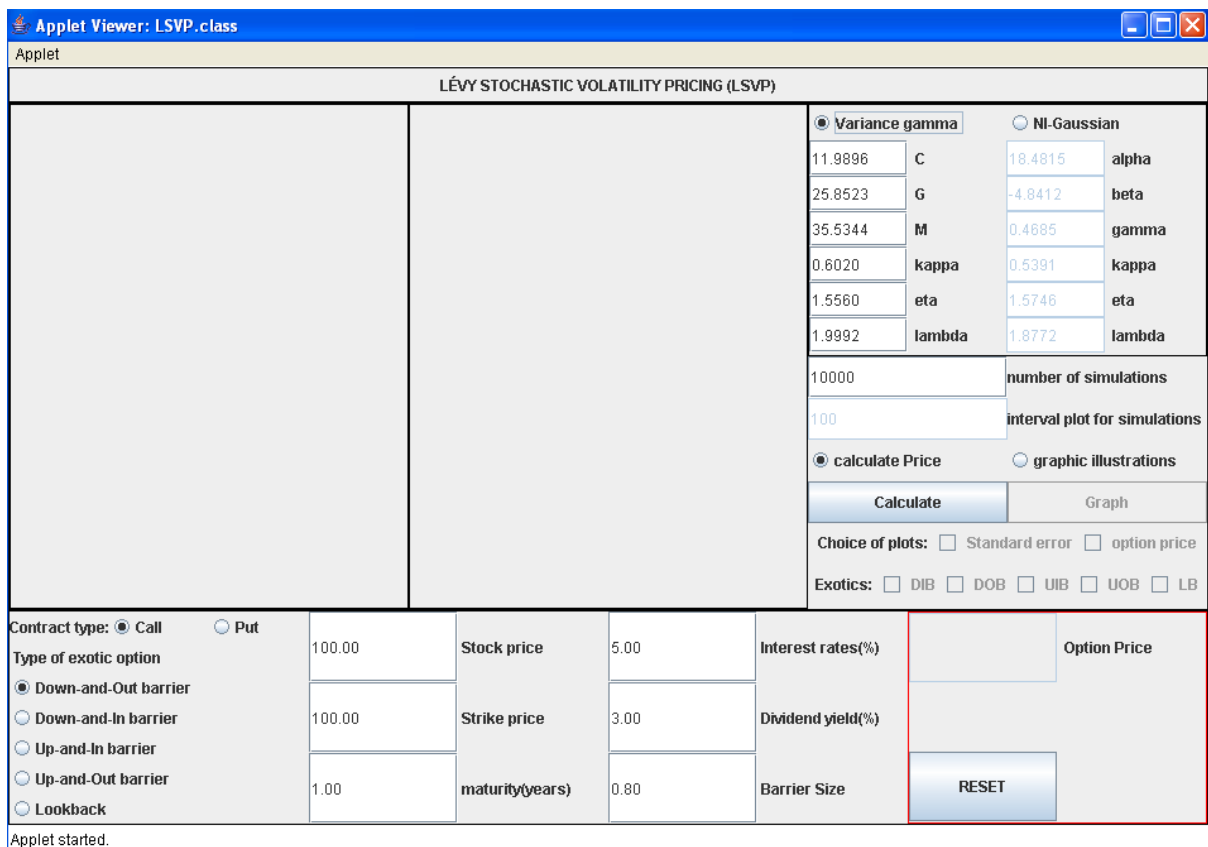 Applet Viewer: LSVP.class
Applet
LÉVY STOCHASTIC VOLATILITY PRICING (LSVP)
Variance gamma NI-Gaussian
11.9896 C 18.4815 alpha
25.8523 G -4.8412 beta
35.5344 M 0.4685 gamma
0.6020 kappa 0.5391 kappa
1.5560 eta 1.5746 eta
1.9992 lambda 1.8772 lambda
10000 number of simulations
100 interval plot for simulations
calculate Price graphic illustrations
Calculate Graph
Choice of plots: Standard error option price
Exotics: DIB DOB UIB UOB LB
Contract type: Call Put
Type of exotic option
Down-and-Out barrier
Down-and-In barrier
Up-and-In barrier
Up-and-Out barrier
Lookback
100.00 Stock price 5.00 Interest rates(%) Option Price
100.00 Strike price 3.00 Dividend yield(%)
1.00 maturity(years) 0.80 Barrier Size RESET
Applet started.